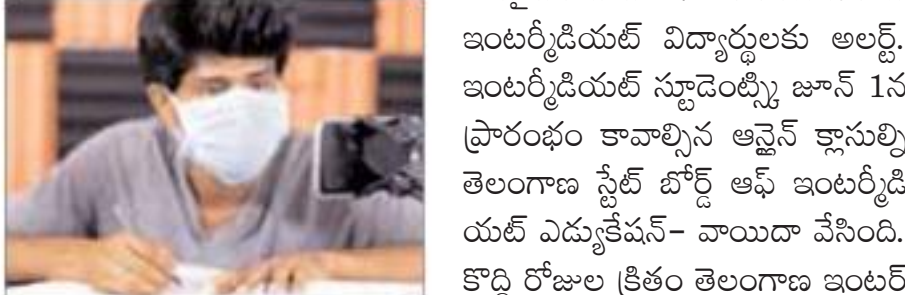 ఇంటర్మీడియట్ విద్యార్థులకు అలర్ట్.
ఇంటర్మీడియట్ స్టూడెంట్స్కి జూన్ 1న
ప్రారంభం కావాల్సిన ఆన్లైన్ క్లాసుల్ని
తెలంగాణ స్టేట్ బోర్డ్ ఆఫ్ ఇంటర్మీడి
యట్ ఎడ్యుకేషన్- వాయిదా వేసింది.
కొద్ది రోజుల క్రితం తెలంగాణ ఇంటర్